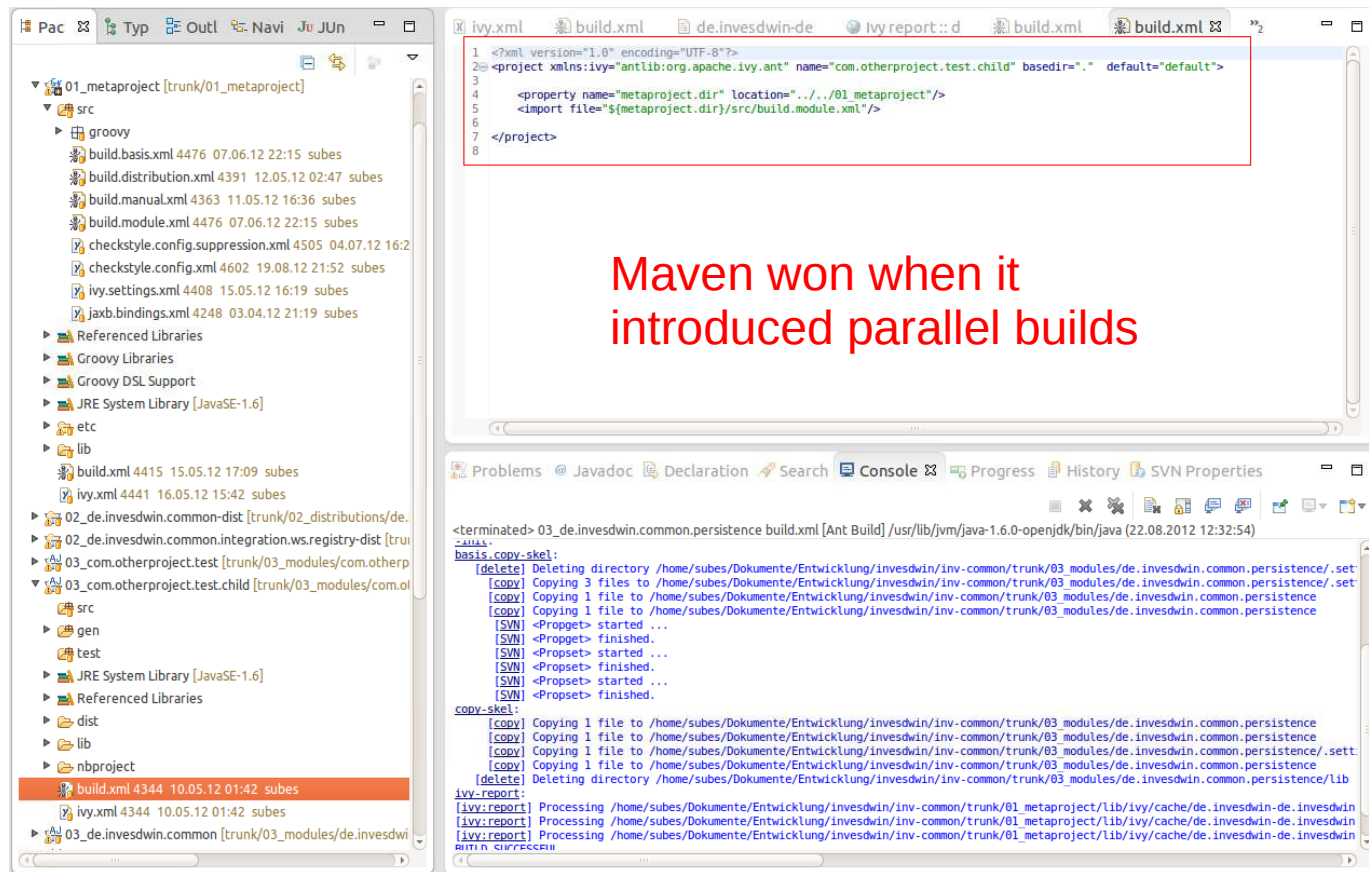 Pac Typ Outl Navi JUn
01_metaproject [trunk/01_metaproject]
src
groovy
build.basis.xml 4476 07.06.12 22:15 subes
build.distribution.xml 4391 12.05.12 02:47 subes
build.manual.xml 4363 11.05.12 16:36 subes
build.module.xml 4476 07.06.12 22:15 subes
checkstyle.config.suppression.xml 4505 04.07.12 16:2
checkstyle.config.xml 4602 19.08.12 21:52 subes
ivy.settings.xml 4408 15.05.12 16:19 subes
jaxb.bindings.xml 4248 03.04.12 21:19 subes
Referenced Libraries
Groovy Libraries
Groovy DSL Support
JRE System Library [JavaSE-1.6]
etc
lib
build.xml 4415 15.05.12 17:09 subes
ivy.xml 4441 16.05.12 15:42 subes
02_de.invesdwin.common-dist [trunk/02_distributions/de.
02_de.invesdwin.common.integration.ws.registry-dist [trun
03_com.otherproject.test [trunk/03_modules/com.otherp
03_com.otherproject.test.child [trunk/03_modules/com.ot
src
gen
test
JRE System Library [JavaSE-1.6]
Referenced Libraries
dist
lib
nbproject
build.xml 4344 10.05.12 01:42 subes
ivy.xml 4344 10.05.12 01:42 subes
03_de.invesdwin.common [trunk/03_modules/de.invesdwi
ivy.xml build.xml de.invesdwin-de Ivy report :: d build.xml build.xml »2
1 <?xml version="1.0" encoding="UTF-8"?>
2 <project xmlns:ivy="antlib:org.apache.ivy.ant" name="com.otherproject.test.child" basedir="." default="default">
3
4 <property name="metaproject.dir" location="../../01_metaproject"/>
5 <import file="${metaproject.dir}/src/build.module.xml"/>
6
7 </project>
8
Maven won when it
introduced parallel builds
Problems @ Javadoc Declaration Search Console Progress History SVN Properties
<terminated> 03_de.invesdwin.common.persistence build.xml [Ant Build] /usr/lib/jvm/java-1.6.0-openjdk/bin/java (22.08.2012 12:32:54)
-init:
basis.copy-skel:
[delete] Deleting directory /home/subes/Dokumente/Entwicklung/invesdwin/inv-common/trunk/03_modules/de.invesdwin.common.persistence/.set
[copy] Copying 3 files to /home/subes/Dokumente/Entwicklung/invesdwin/inv-common/trunk/03_modules/de.invesdwin.common.persistence/.set
[copy] Copying 1 file to /home/subes/Dokumente/Entwicklung/invesdwin/inv-common/trunk/03_modules/de.invesdwin.common.persistence
[copy] Copying 1 file to /home/subes/Dokumente/Entwicklung/invesdwin/inv-common/trunk/03_modules/de.invesdwin.common.persistence
[SVN] <Propget> started ...
[SVN] <Propget> finished.
[SVN] <Propset> started ...
[SVN] <Propset> finished.
[SVN] <Propset> started ...
[SVN] <Propset> finished.
copy-skel:
[copy] Copying 1 file to /home/subes/Dokumente/Entwicklung/invesdwin/inv-common/trunk/03_modules/de.invesdwin.common.persistence
[copy] Copying 1 file to /home/subes/Dokumente/Entwicklung/invesdwin/inv-common/trunk/03_modules/de.invesdwin.common.persistence
[copy] Copying 1 file to /home/subes/Dokumente/Entwicklung/invesdwin/inv-common/trunk/03_modules/de.invesdwin.common.persistence/.sett
[copy] Copying 1 file to /home/subes/Dokumente/Entwicklung/invesdwin/inv-common/trunk/03_modules/de.invesdwin.common.persistence
[delete] Deleting directory /home/subes/Dokumente/Entwicklung/invesdwin/inv-common/trunk/03_modules/de.invesdwin.common.persistence/lib
ivy-report:
[ivy:report] Processing /home/subes/Dokumente/Entwicklung/invesdwin/inv-common/trunk/01_metaproject/lib/ivy/cache/de.invesdwin-de.invesdwin
[ivy:report] Processing /home/subes/Dokumente/Entwicklung/invesdwin/inv-common/trunk/01_metaproject/lib/ivy/cache/de.invesdwin-de.invesdwin
[ivy:report] Processing /home/subes/Dokumente/Entwicklung/invesdwin/inv-common/trunk/01_metaproject/lib/ivy/cache/de.invesdwin-de.invesdwin
BUILD SUCCESSFUL